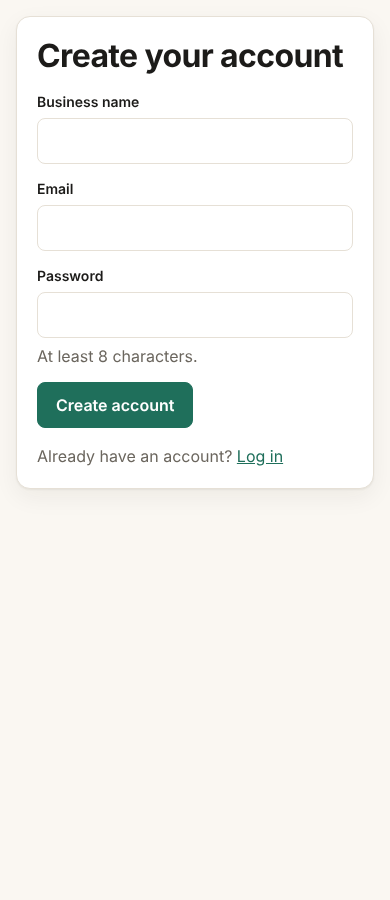 Create your account
Business name
Email
Password
At least 8 characters.
Create account
Already have an account? Log in